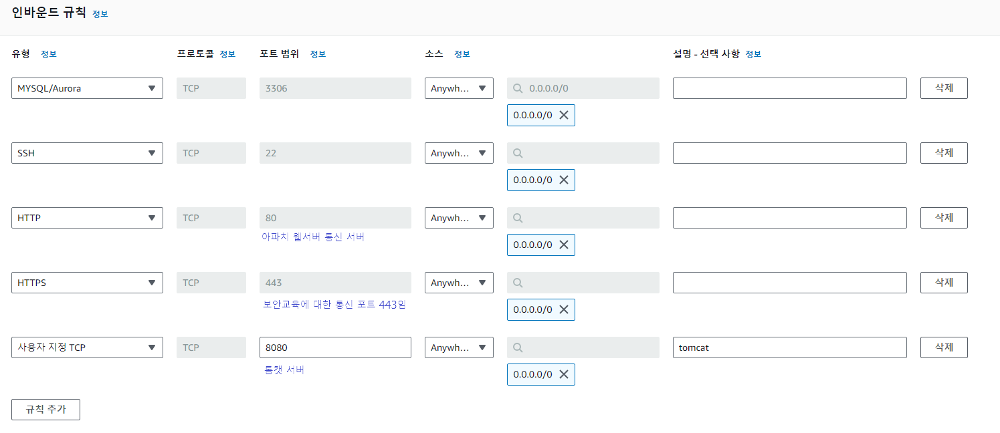 인바운드 규칙 정보
유형 정보 프로토콜 정보 포트 범위 정보 소스 정보 설명 - 선택 사항 정보
MYSQL/Aurora TCP 3306 Anywh... 0.0.0.0/0 삭제
0.0.0.0/0
SSH TCP 22 Anywh... 삭제
0.0.0.0/0
HTTP TCP 80 Anywh... 삭제
아파치 웹서버 통신 서버
0.0.0.0/0
HTTPS TCP 443 Anywh... 삭제
보안교육에 대한 통신 포트 443임
0.0.0.0/0
사용자 지정 TCP TCP 8080 Anywh... tomcat 삭제
톰캣 서버
0.0.0.0/0
규칙 추가